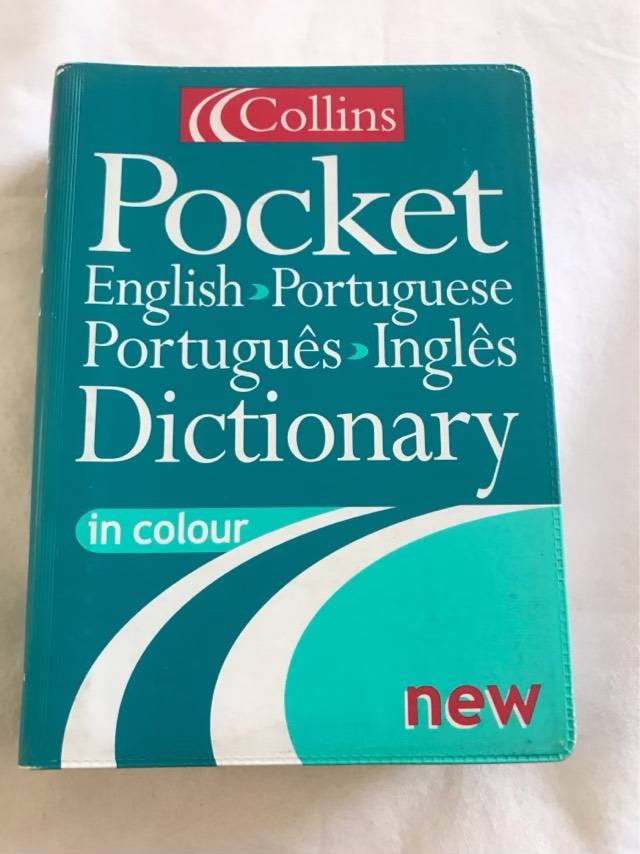 Collins
Pocket
English Portuguese
Português Inglês
Dictionary
in colour
new